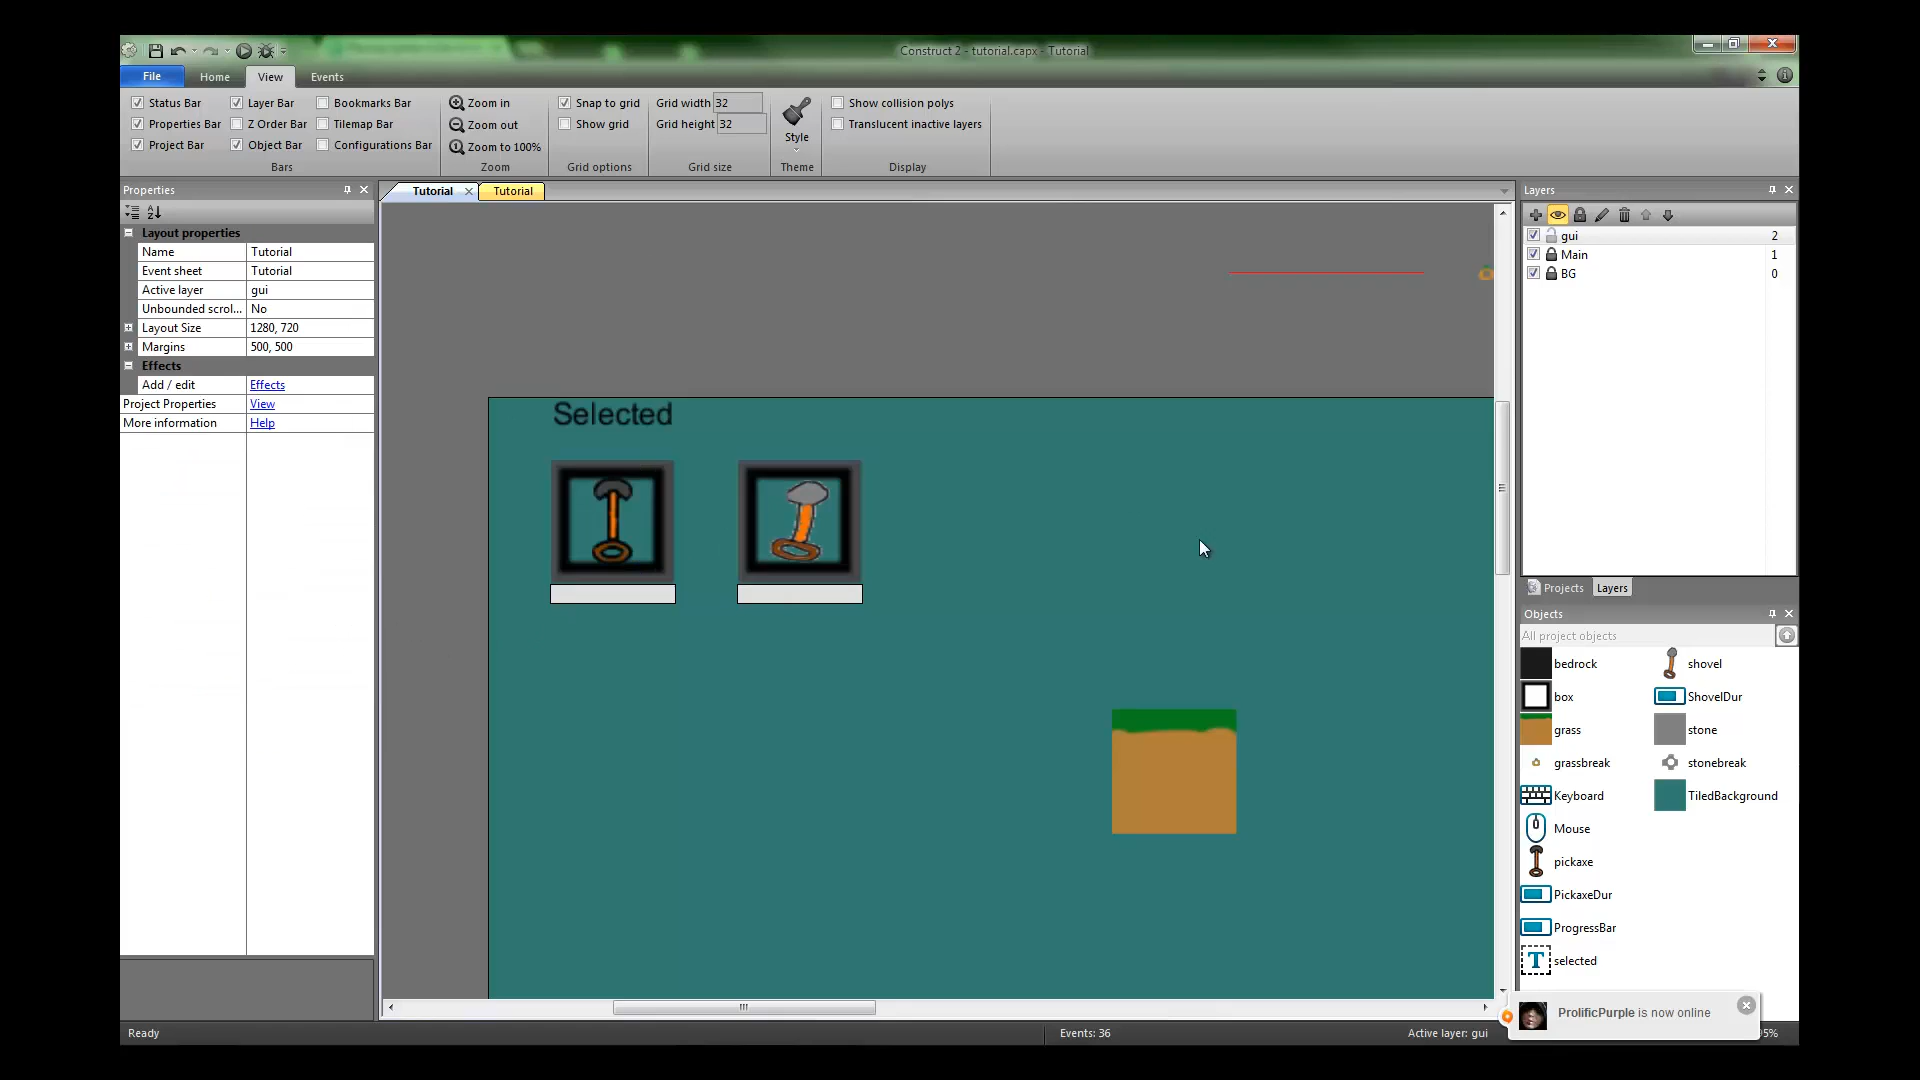 Construct 2 - tutorial.capx - Tutorial
File Home View Events
Status Bar Layer Bar Bookmarks Bar Zoom in Snap to grid Grid width 32 Show collision polys
Properties Bar Z Order Bar Tilemap Bar Zoom out Show grid Grid height 32 Style Translucent inactive layers
Project Bar Object Bar Configurations Bar Zoom to 100%
Bars Zoom Grid options Grid size Theme Display
Properties
Layout properties
Name Tutorial
Event sheet Tutorial
Active layer gui
Unbounded scrol... No
Layout Size 1280, 720
Margins 500, 500
Effects
Add / edit Effects
Project Properties View
More information Help
Tutorial Tutorial
Selected
Layers
gui 2
Main 1
BG 0
Projects Layers
Objects
All project objects
bedrock shovel
box ShovelDur
grass stone
grassbreak stonebreak
Keyboard TiledBackground
Mouse
pickaxe
PickaxeDur
ProgressBar
T selected
ProlificPurple is now online
Ready Events: 36 Active layer: gui